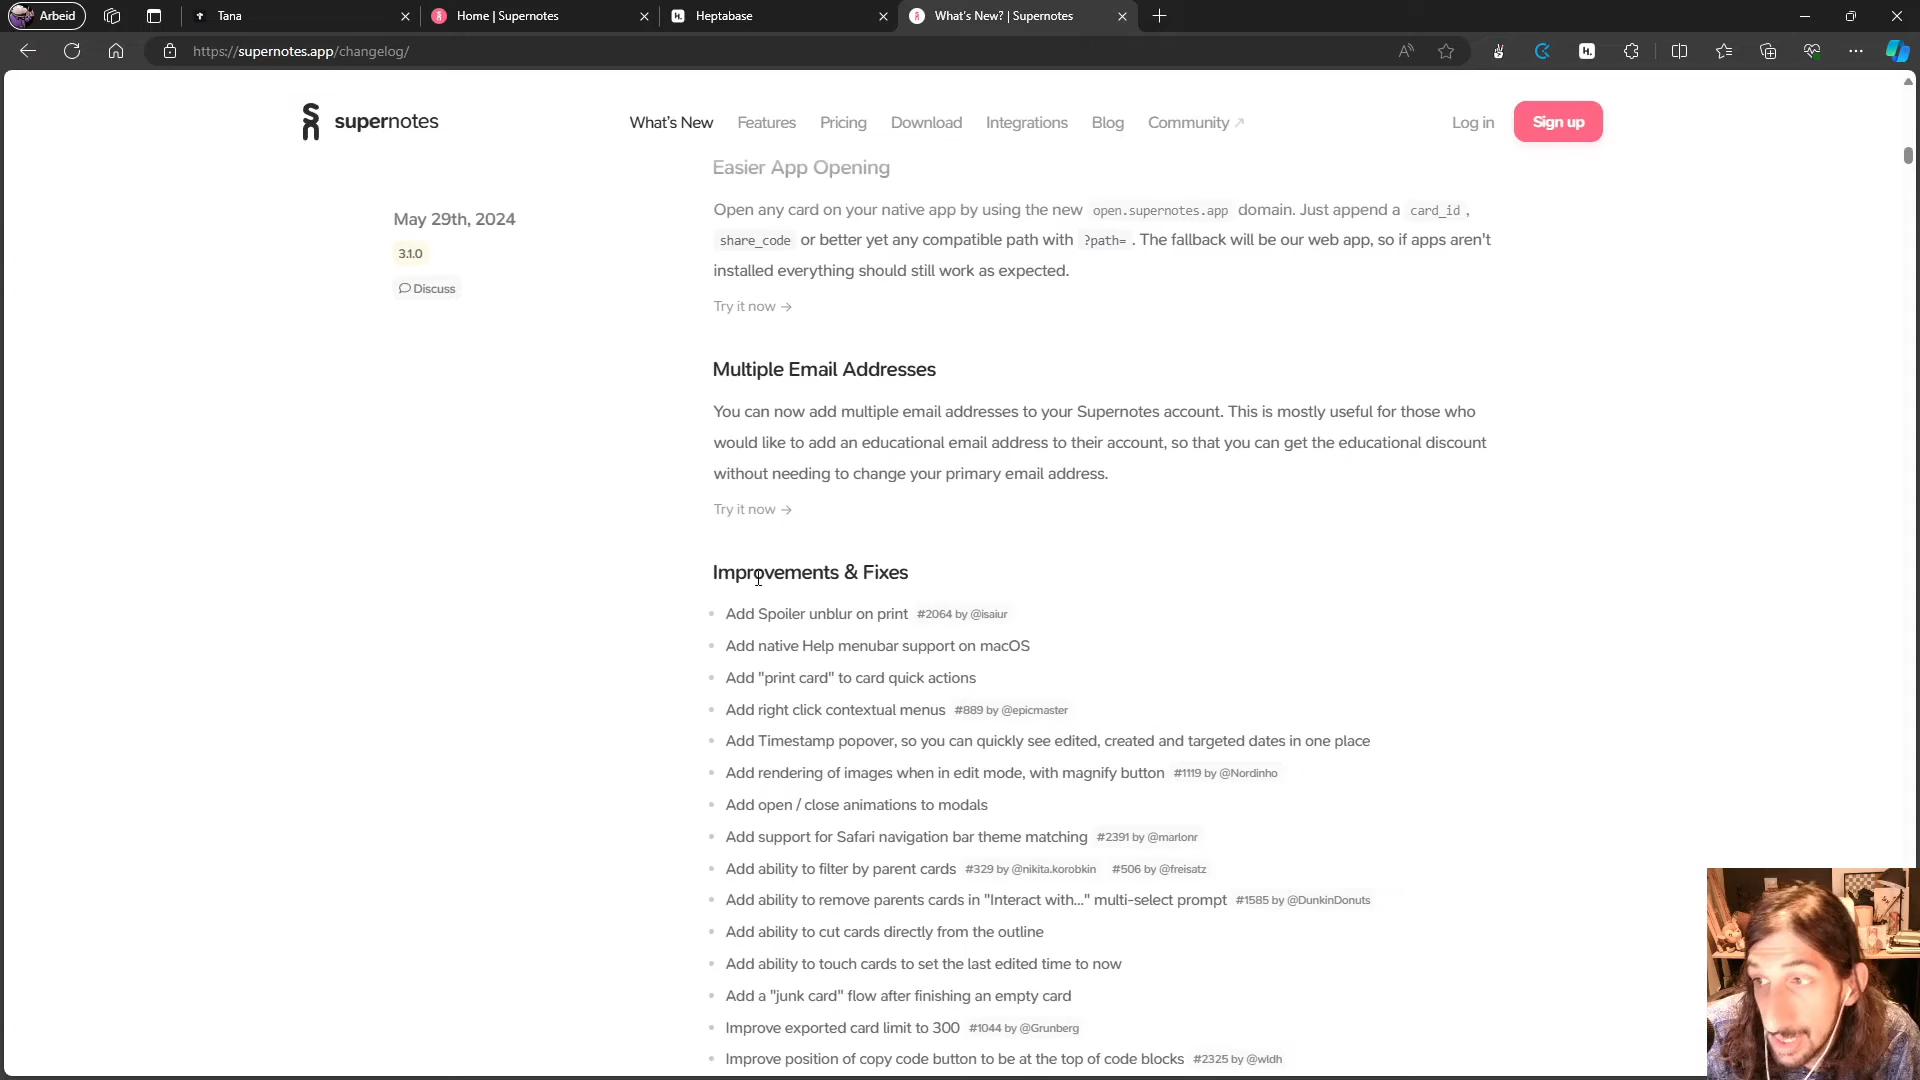 Arbeid
Tana
Home | Supernotes
Heptabase
What's New? | Supernotes
https://supernotes.app/changelog/
supernotes
What's New
Features
Pricing
Download
Integrations
Blog
Community
Log in
Sign up
May 29th, 2024
3.1.0
Discuss
Easier App Opening
Open any card on your native app by using the new open.supernotes.app domain. Just append a card_id ,
share_code or better yet any compatible path with ?path= . The fallback will be our web app, so if apps aren't
installed everything should still work as expected.
Try it now →
Multiple Email Addresses
You can now add multiple email addresses to your Supernotes account. This is mostly useful for those who
would like to add an educational email address to their account, so that you can get the educational discount
without needing to change your primary email address.
Try it now →
Improvements & Fixes
Add Spoiler unblur on print #2064 by @isaiur
Add native Help menubar support on macOS
Add "print card" to card quick actions
Add right click contextual menus #889 by @epicmaster
Add Timestamp popover, so you can quickly see edited, created and targeted dates in one place
Add rendering of images when in edit mode, with magnify button #1119 by @Nordinho
Add open / close animations to modals
Add support for Safari navigation bar theme matching #2391 by @marlonr
Add ability to filter by parent cards #329 by @nikita.korobkin #506 by @freisatz
Add ability to remove parents cards in "Interact with..." multi-select prompt #1585 by @DunkinDonuts
Add ability to cut cards directly from the outline
Add ability to touch cards to set the last edited time to now
Add a "junk card" flow after finishing an empty card
Improve exported card limit to 300 #1044 by @Grunberg
Improve position of copy code button to be at the top of code blocks #2325 by @wldh